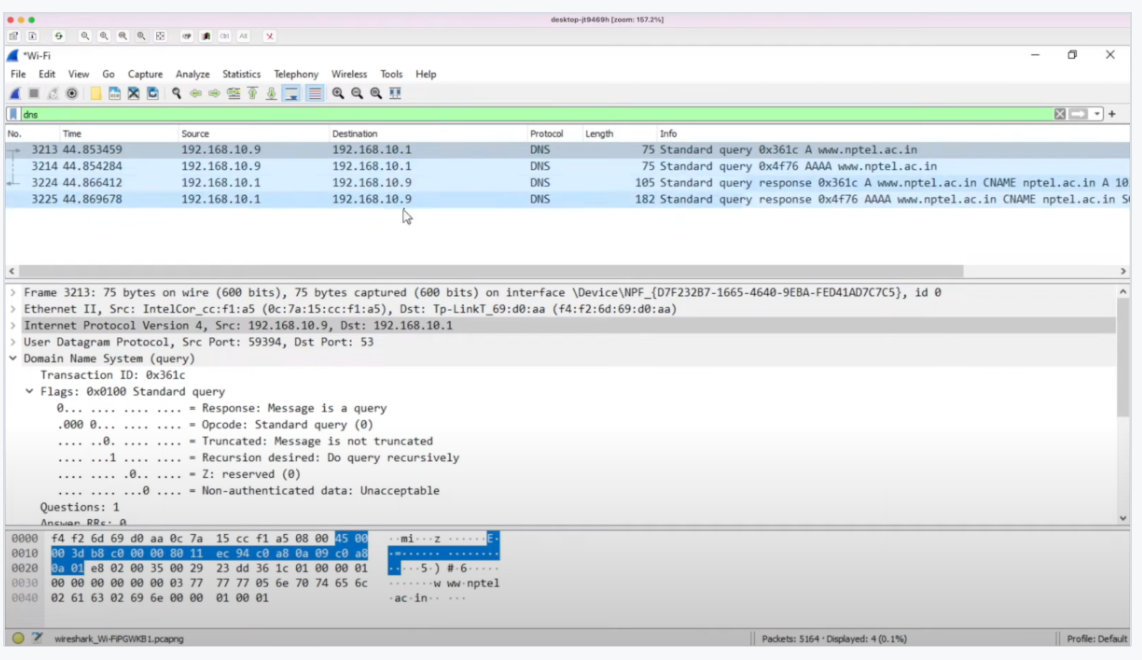 desktop-jt9469h [zoom: 157.2%]
*Wi-Fi
File Edit View Go Capture Analyze Statistics Telephony Wireless Tools Help
dns
No. Time Source Destination Protocol Length Info
3213 44.853459 192.168.10.9 192.168.10.1 DNS 75 Standard query 0x361c A www.nptel.ac.in
3214 44.854284 192.168.10.9 192.168.10.1 DNS 75 Standard query 0x4f76 AAAA www.nptel.ac.in
3224 44.866412 192.168.10.1 192.168.10.9 DNS 105 Standard query response 0x361c A www.nptel.ac.in CNAME nptel.ac.in A 10
3225 44.869678 192.168.10.1 192.168.10.9 DNS 182 Standard query response 0x4f76 AAAA www.nptel.ac.in CNAME nptel.ac.in
Frame 3213: 75 bytes on wire (600 bits), 75 bytes captured (600 bits) on interface \Device\NPF_{D7F232B7-1665-4640-9EBA-FED41AD7C7C5}, id 0
Ethernet II, Src: IntelCor_cc:f1:a5 (0c:7a:15:cc:f1:a5), Dst: Tp-LinkT_69:d0:aa (f4:f2:6d:69:d0:aa)
Internet Protocol Version 4, Src: 192.168.10.9, Dst: 192.168.10.1
User Datagram Protocol, Src Port: 59394, Dst Port: 53
Domain Name System (query)
Transaction ID: 0x361c
Flags: 0x0100 Standard query
0... .... .... .... = Response: Message is a query
.000 0... .... .... = Opcode: Standard query (0)
.... ..0. .... .... = Truncated: Message is not truncated
.... ...1 .... .... = Recursion desired: Do query recursively
.... .... .0.. .... = Z: reserved (0)
.... .... ...0 .... = Non-authenticated data: Unacceptable
Questions: 1
Answer RRs: 0
0000 f4 f2 6d 69 d0 aa 0c 7a 15 cc f1 a5 08 00 45 00 ··mi···z ······E·
0010 00 3d b8 c0 00 00 80 11 ec 94 c0 a8 0a 09 c0 a8 ·=······ ········
0020 0a 01 e8 02 00 35 00 29 23 dd 36 1c 01 00 00 01 ·····5·) #·6·····
0030 00 00 00 00 00 00 03 77 77 77 05 6e 70 74 65 6c ·······w ww·nptel
0040 02 61 63 02 69 6e 00 00 01 00 01 ·ac·in·· ···
wireshark_Wi-FiPGWKB1.pcapng Packets: 5164 · Displayed: 4 (0.1%) Profile: Default